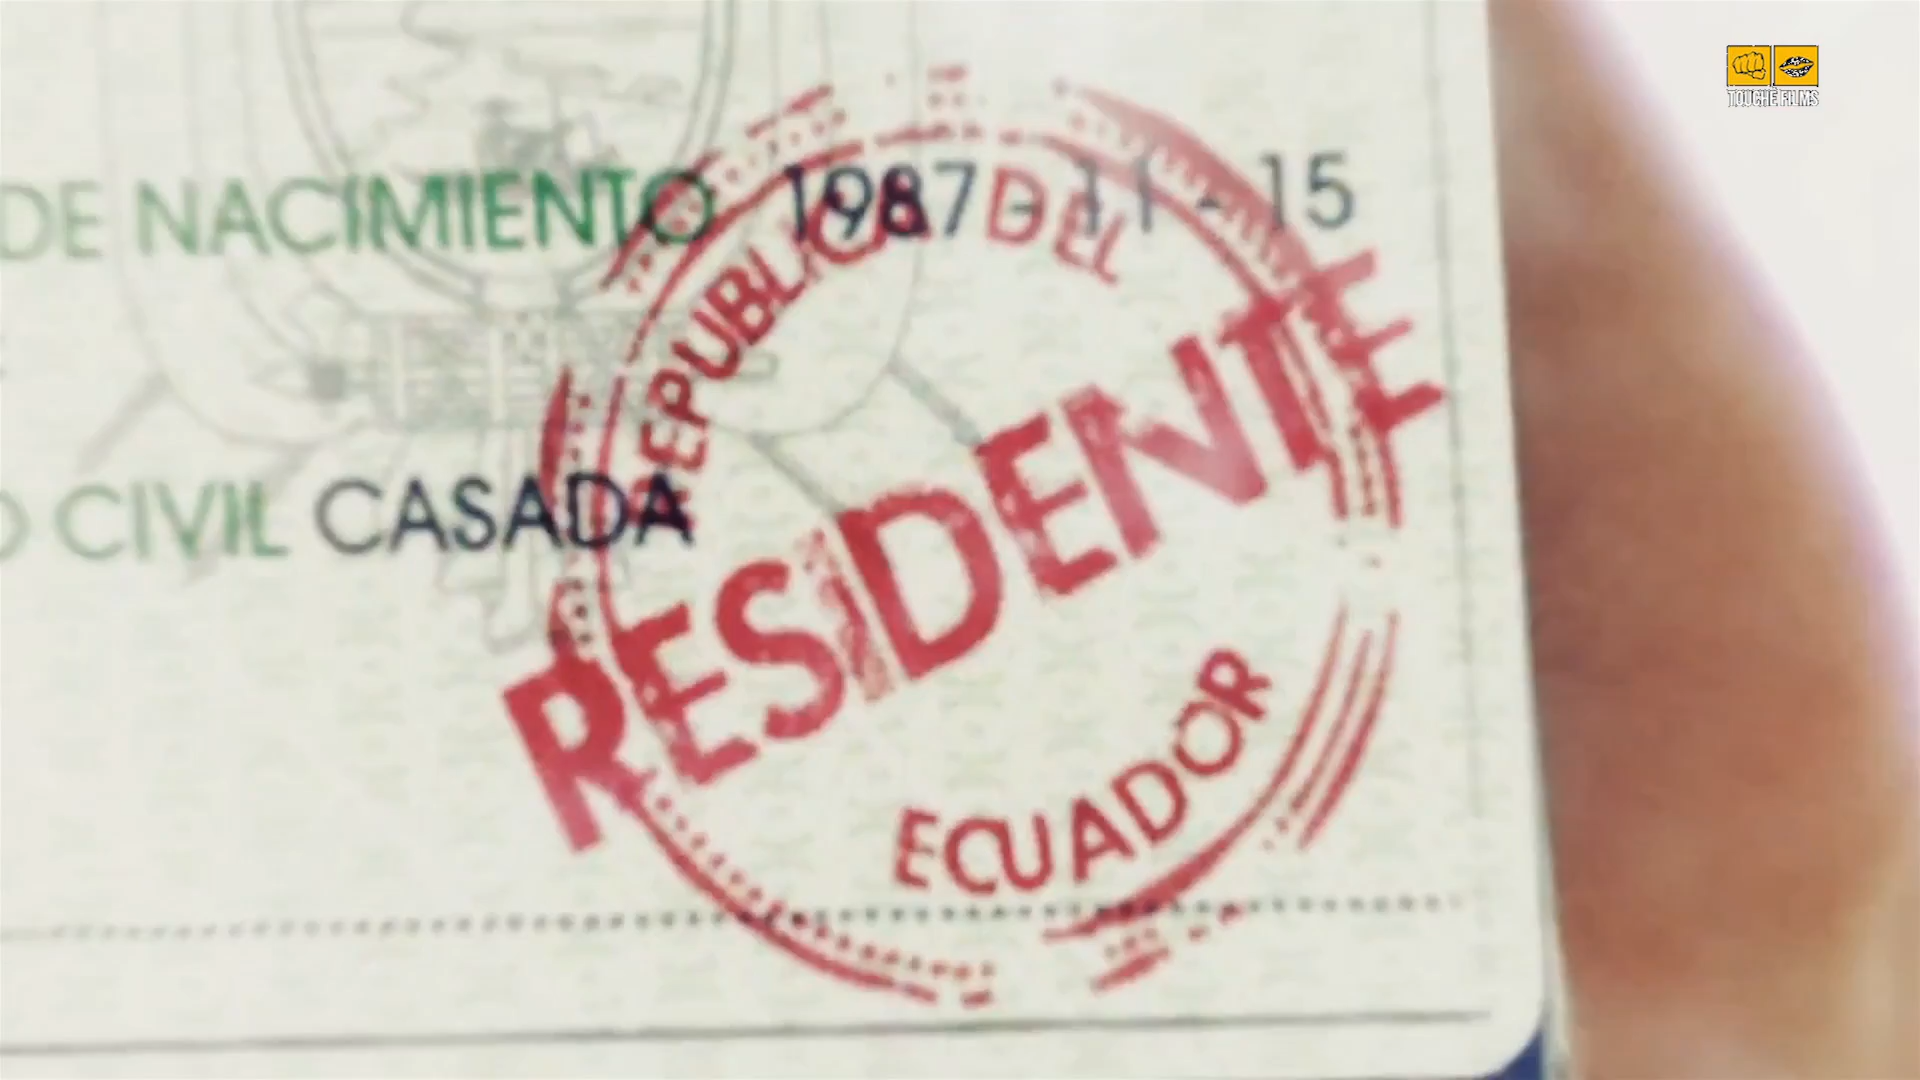 TOUCHÉ FILMS
DE NACIMIENTO 1987-11-15
REPUBLICA DEL
RESIDENTE
O CIVIL CASADA
ECUADOR